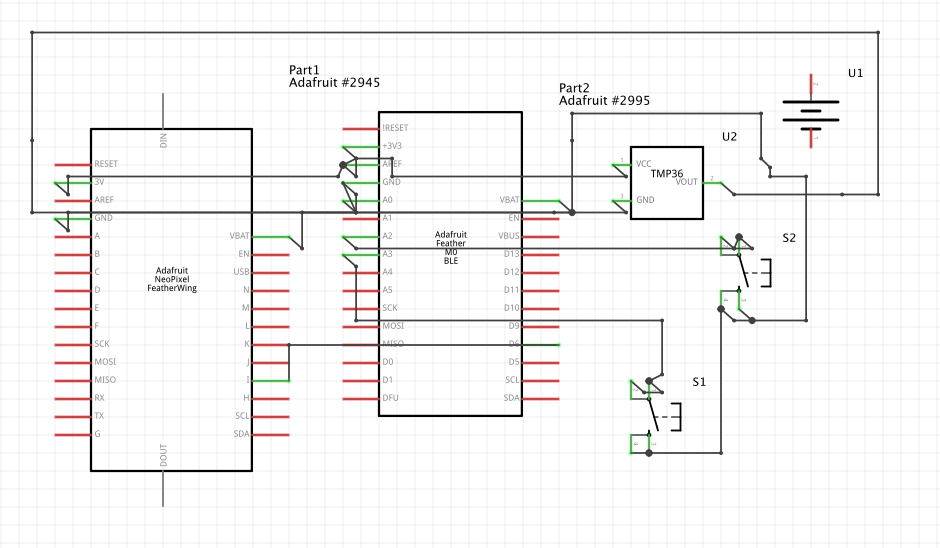 Part1
Adafruit #2945
U1
Part2
Adafruit #2995
DIN
!RESET
+3V3
AREF
GND
A0
A1
A2
A3
A4
A5
SCK
MOSI
MISO
D0
D1
DFU
VBAT
EN
VBUS
D13
D12
D11
D10
D9
D6
D5
SCL
SDA
Adafruit
Feather
M0
BLE
U2
VCC
TMP36
VOUT
GND
1
2
3
RESET
3V
AREF
GND
A
B
C
D
E
F
SCK
MOSI
MISO
RX
TX
G
VBAT
EN
USB
N
M
L
K
J
I
H
SCL
SDA
Adafruit
NeoPixel
FeatherWing
DOUT
S2
S1